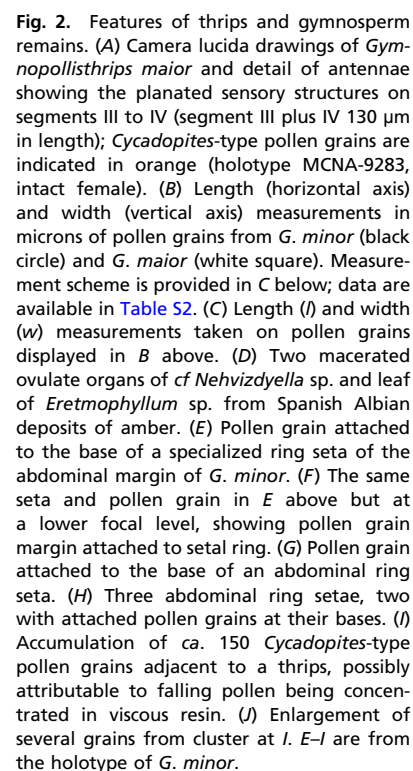 Fig. 2. Features of thrips and gymnosperm
remains. (A) Camera lucida drawings of Gym-
nopollisthrips maior and detail of antennae
showing the planated sensory structures on
segments III to IV (segment III plus IV 130 μm
in length); Cycadopites-type pollen grains are
indicated in orange (holotype MCNA-9283,
intact female). (B) Length (horizontal axis)
and width (vertical axis) measurements in
microns of pollen grains from G. minor (black
circle) and G. maior (white square). Measure-
ment scheme is provided in C below; data are
available in Table S2. (C) Length (l) and width
(w) measurements taken on pollen grains
displayed in B above. (D) Two macerated
ovulate organs of cf Nehvizdyella sp. and leaf
of Eretmophyllum sp. from Spanish Albian
deposits of amber. (E) Pollen grain attached
to the base of a specialized ring seta of the
abdominal margin of G. minor. (F) The same
seta and pollen grain in E above but at
a lower focal level, showing pollen grain
margin attached to setal ring. (G) Pollen grain
attached to the base of an abdominal ring
seta. (H) Three abdominal ring setae, two
with attached pollen grains at their bases. (I)
Accumulation of ca. 150 Cycadopites-type
pollen grains adjacent to a thrips, possibly
attributable to falling pollen being concen-
trated in viscous resin. (J) Enlargement of
several grains from cluster at I. E–I are from
the holotype of G. minor.